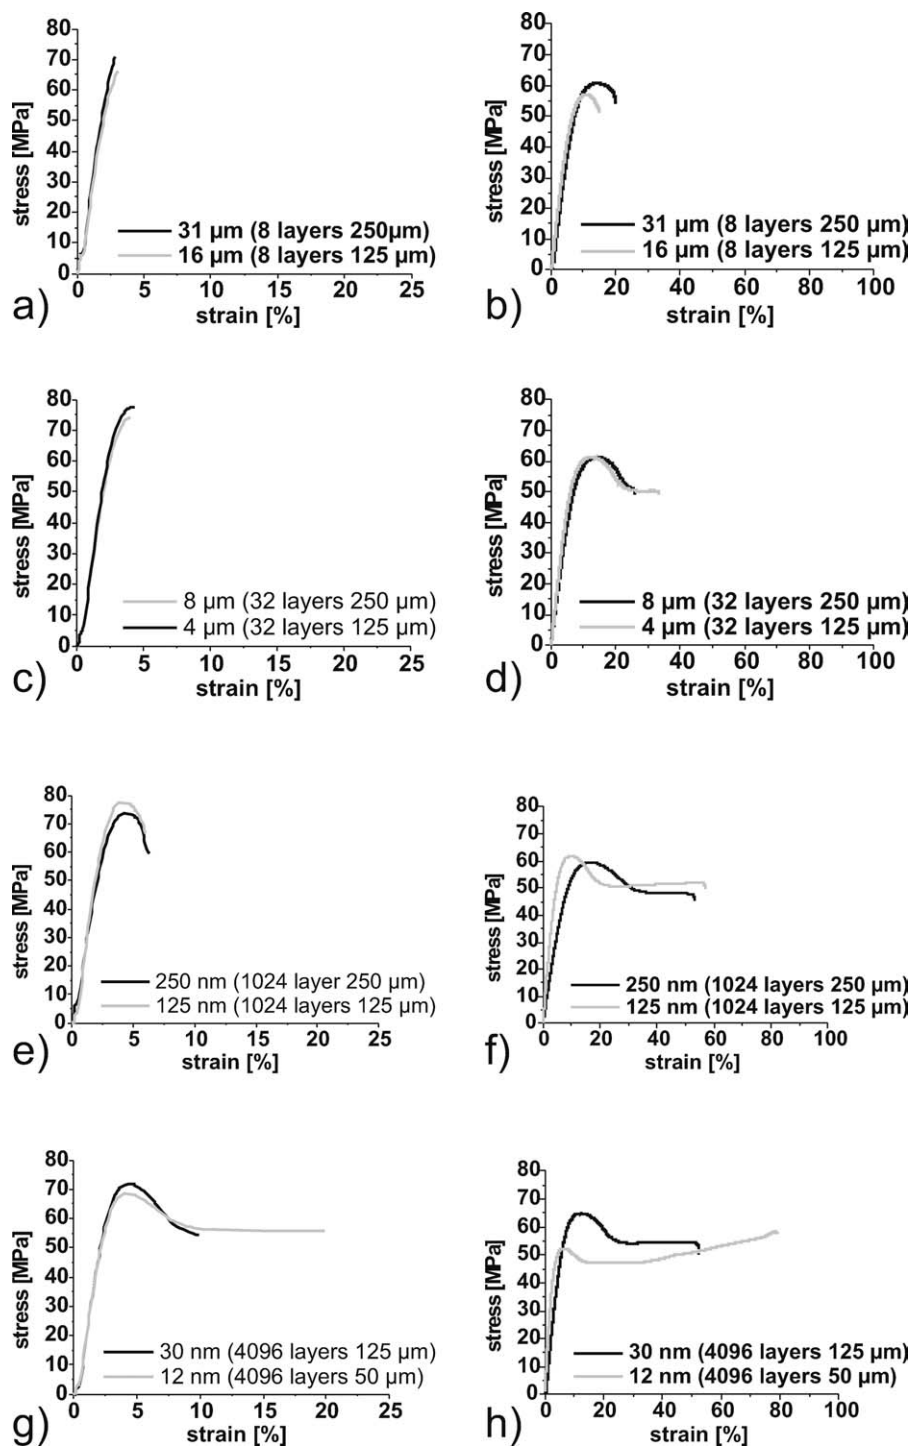 80
70
60
50
40
30
20
10
0
stress [MPa]
31 µm (8 layers 250µm)
16 µm (8 layers 125 µm)
0 5 10 15 20 25
strain [%]
a)
80
70
60
50
40
30
20
10
0
stress [MPa]
31 µm (8 layers 250 µm)
16 µm (8 layers 125 µm)
0 20 40 60 80 100
strain [%]
b)
80
70
60
50
40
30
20
10
0
stress [MPa]
8 µm (32 layers 250 µm)
4 µm (32 layers 125 µm)
0 5 10 15 20 25
strain [%]
c)
80
70
60
50
40
30
20
10
0
stress [MPa]
8 µm (32 layers 250 µm)
4 µm (32 layers 125 µm)
0 20 40 60 80 100
strain [%]
d)
80
70
60
50
40
30
20
10
0
stress [MPa]
250 nm (1024 layer 250 µm)
125 nm (1024 layers 125 µm)
0 5 10 15 20 25
strain [%]
e)
80
70
60
50
40
30
20
10
0
stress [MPa]
250 nm (1024 layers 250 µm)
125 nm (1024 layers 125 µm)
0 20 40 60 80 100
strain [%]
f)
80
70
60
50
40
30
20
10
0
stress [MPa]
30 nm (4096 layers 125 µm)
12 nm (4096 layers 50 µm)
0 5 10 15 20 25
strain [%]
g)
80
70
60
50
40
30
20
10
0
stress [MPa]
30 nm (4096 layers 125 µm)
12 nm (4096 layers 50 µm)
0 20 40 60 80 100
strain [%]
h)